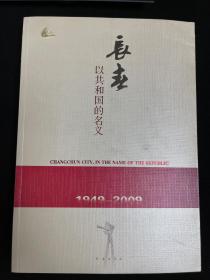 长春
以共和国的名义
CHANGCHUN CITY, IN THE NAME OF THE REPUBLIC
1949-2009